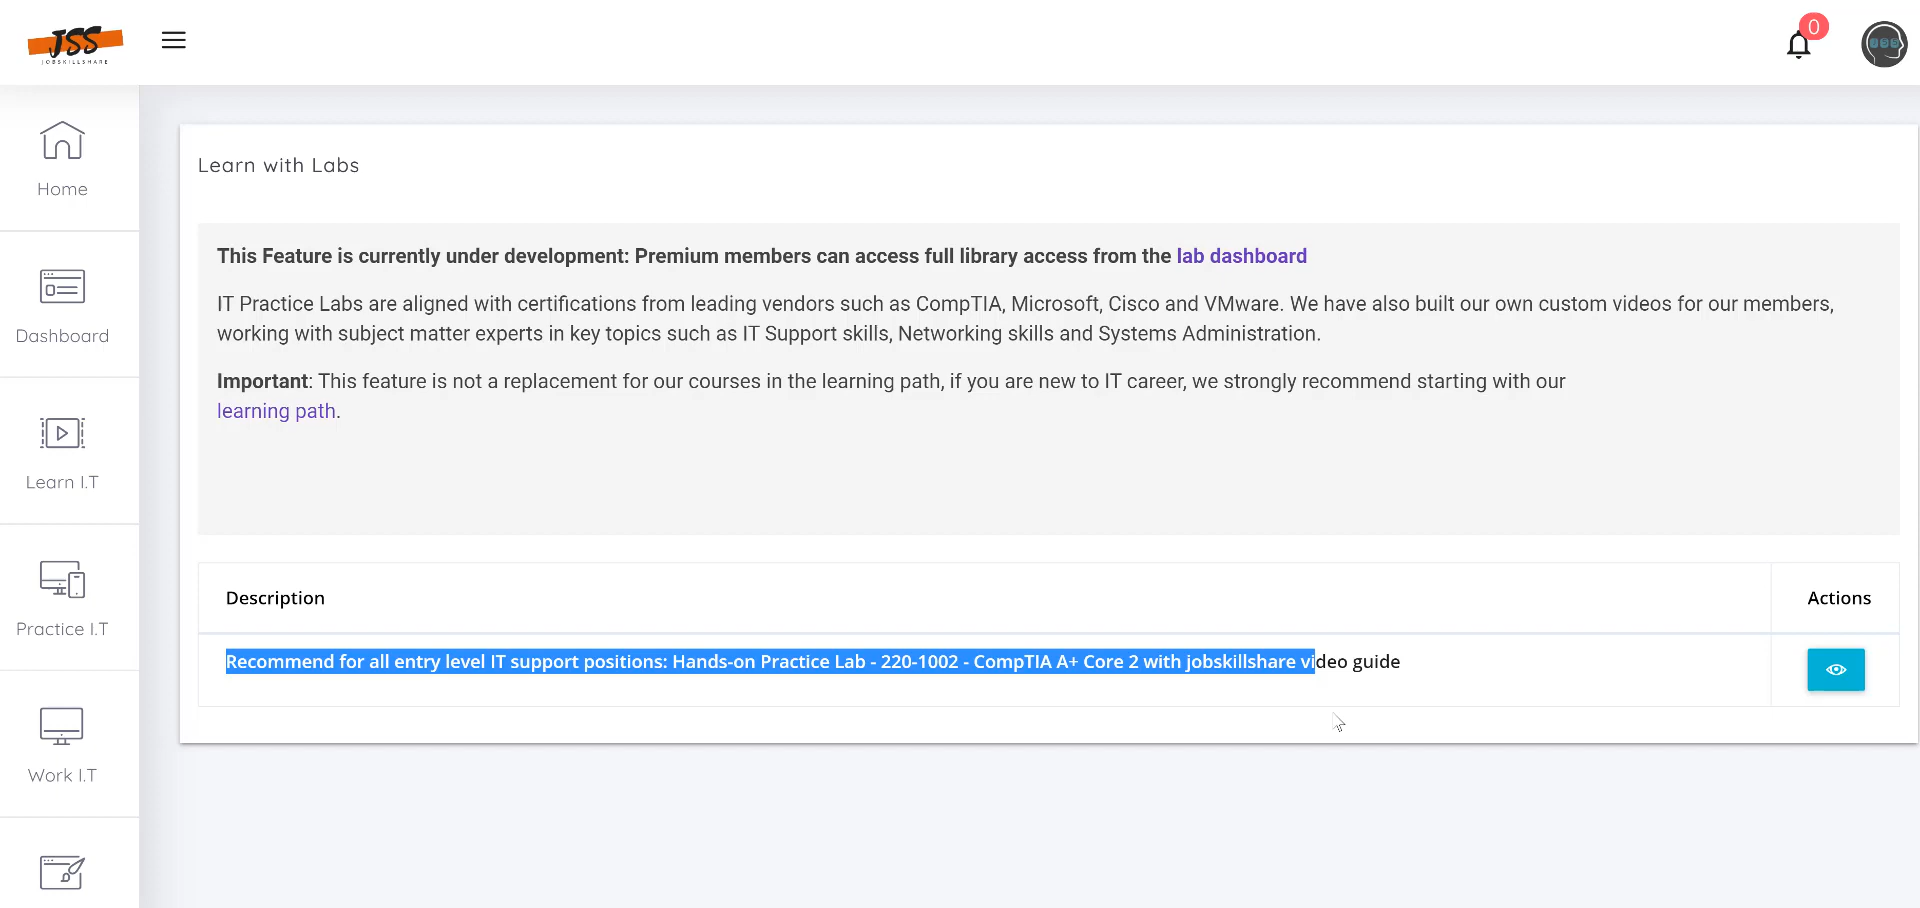 JSS
JOBSKILLSHARE
0
JSS
Home
Dashboard
Learn I.T
Practice I.T
Work I.T
Learn with Labs
This Feature is currently under development: Premium members can access full library access from the lab dashboard
IT Practice Labs are aligned with certifications from leading vendors such as CompTIA, Microsoft, Cisco and VMware. We have also built our own custom videos for our members,
working with subject matter experts in key topics such as IT Support skills, Networking skills and Systems Administration.
Important: This feature is not a replacement for our courses in the learning path, if you are new to IT career, we strongly recommend starting with our
learning path.
Description
Actions
Recommend for all entry level IT support positions: Hands-on Practice Lab - 220-1002 - CompTIA A+ Core 2 with jobskillshare video guide